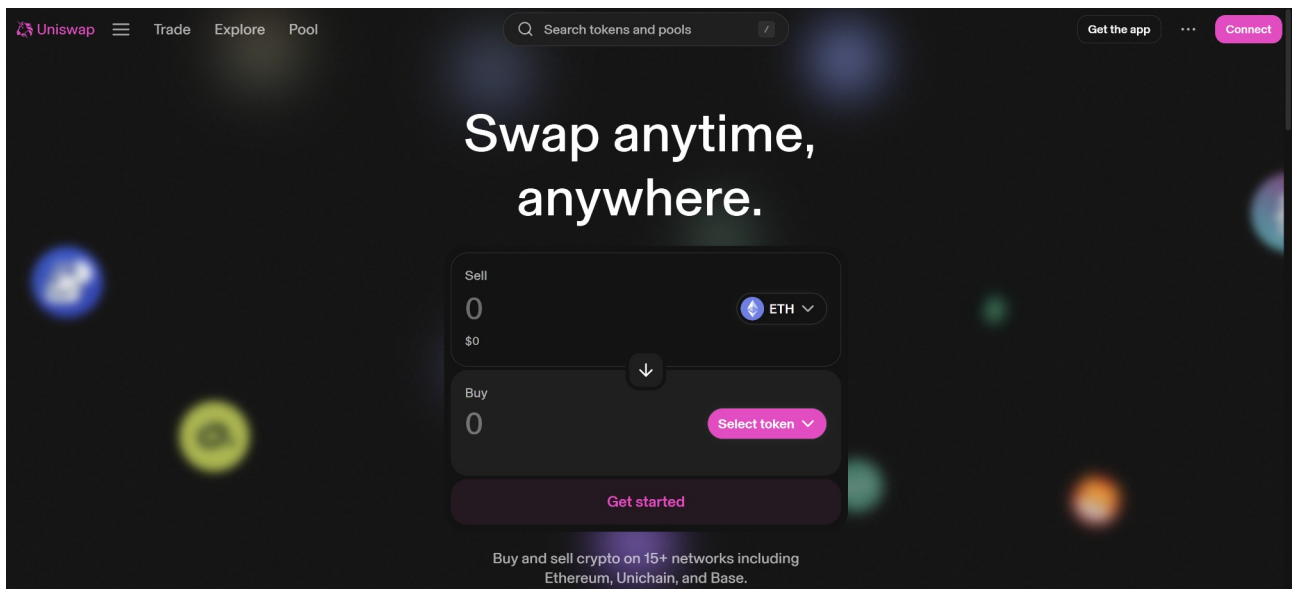 Uniswap Trade Explore Pool Search tokens and pools / Get the app Connect
Swap anytime,
anywhere.
Sell
0
ETH
$0
Buy
0
Select token
Get started
Buy and sell crypto on 15+ networks including
Ethereum, Unichain, and Base.